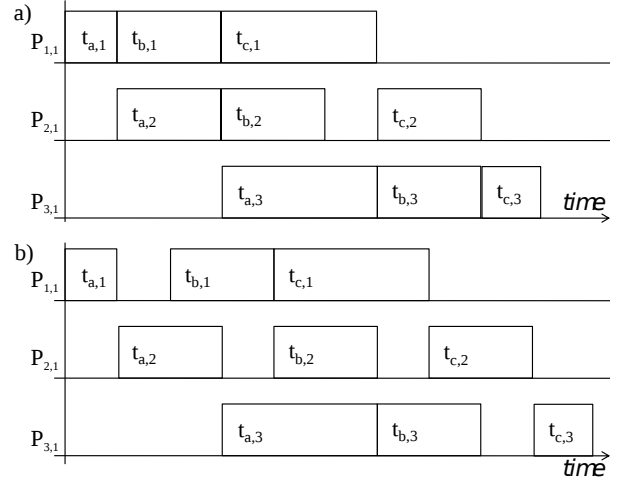 a)
P1,1 ta,1 tb,1 tc,1
P2,1 ta,2 tb,2 tc,2
P3,1 ta,3 tb,3 tc,3 time
b)
P1,1 ta,1 tb,1 tc,1
P2,1 ta,2 tb,2 tc,2
P3,1 ta,3 tb,3 tc,3
time